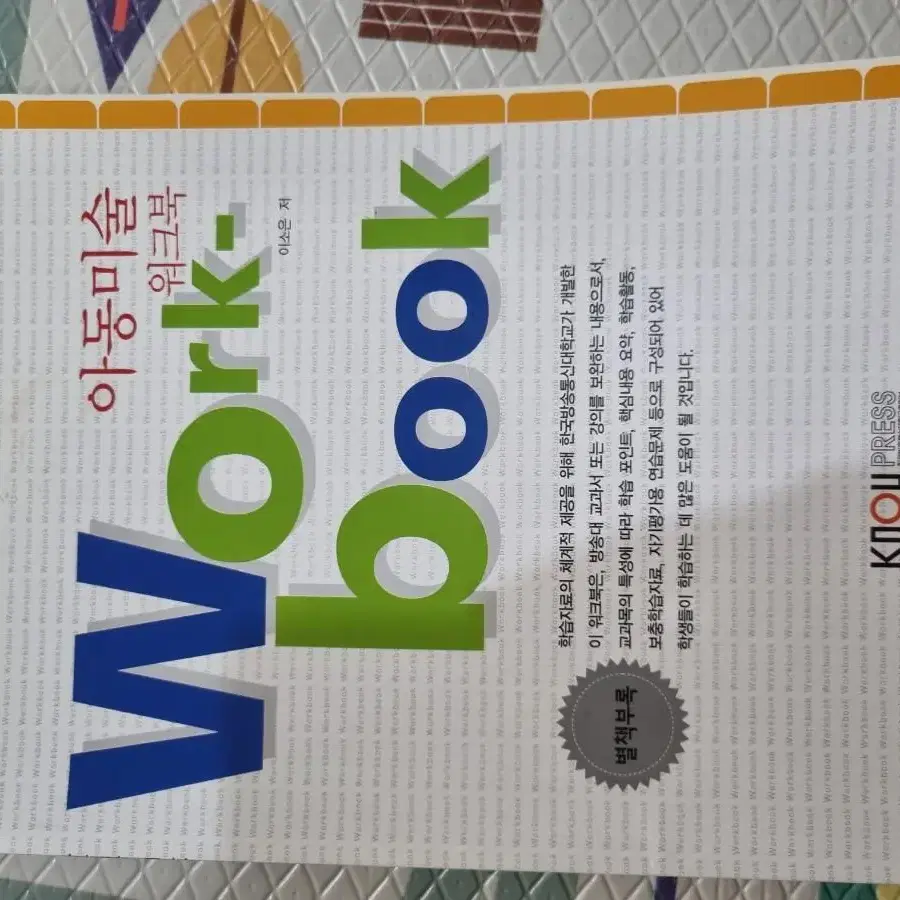 아동미술
워크북
Work-
book
이소은 저
별책부록
학습자료의 체계적 제공을 위해 한국방송통신대학교가 개발한
이 워크북은, 방송대 교과서 또는 강의를 보완하는 내용으로서,
교과목의 특성에 따라 학습 포인트, 핵심내용 요약, 학습활동,
보충학습자료, 자기평가용 연습문제 등으로 구성되어 있어
학생들이 학습하는 데 많은 도움이 될 것입니다.
KNOU PRESS